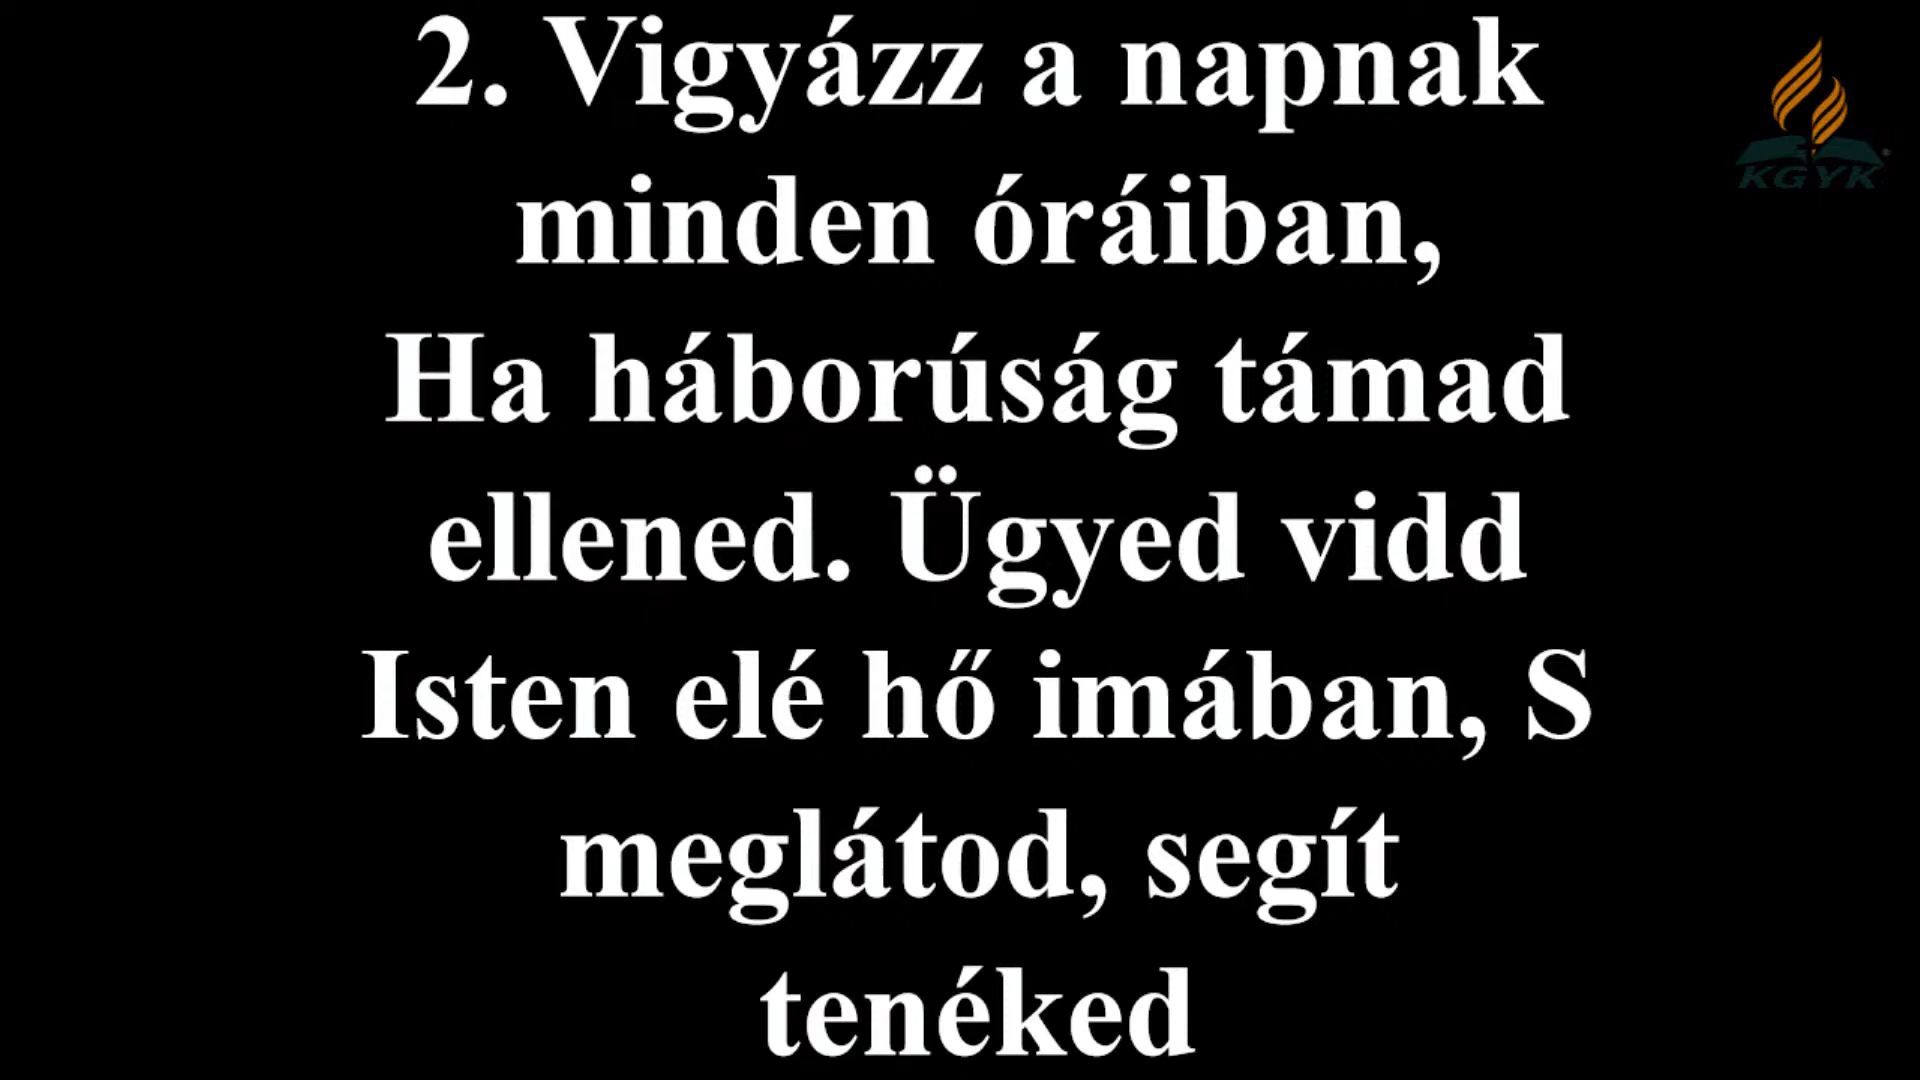 2. Vigyázz a napnak
minden óráiban,
Ha háborúság támad
ellened. Ügyed vidd
Isten elé hő imában, S
meglátod, segít
tenéked
KGYK